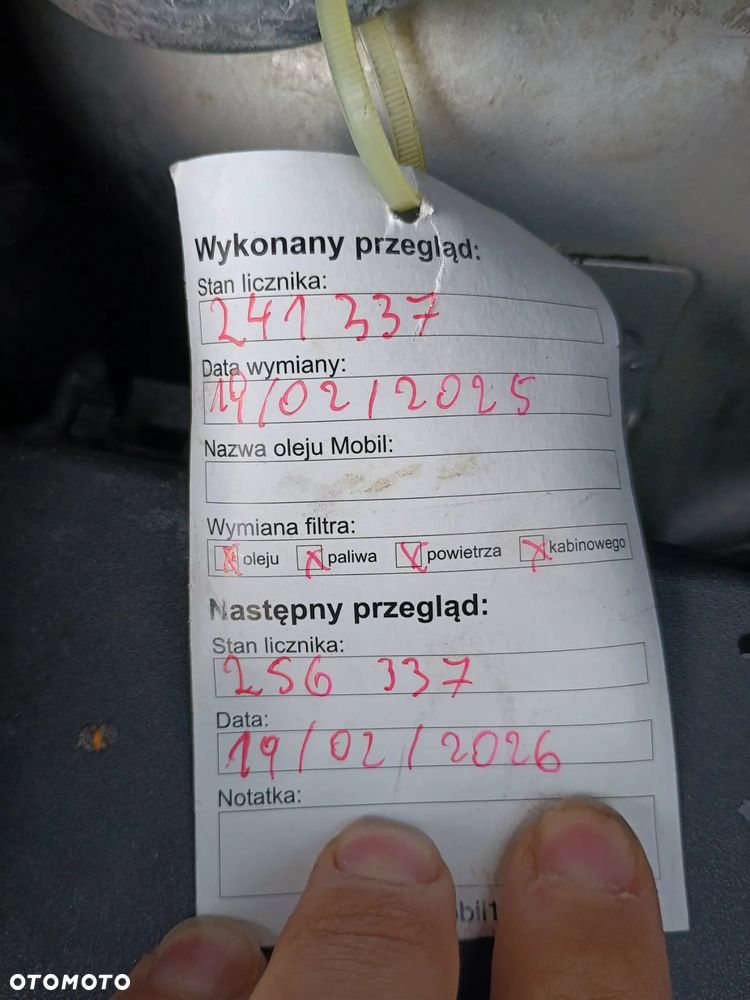 Wykonany przegląd:
Stan licznika:
241 337
Data wymiany:
19/02/2025
Nazwa oleju Mobil:
Wymiana filtra:
oleju paliwa powietrza kabinowego
Następny przegląd:
Stan licznika:
256 337
Data:
19/02/2026
Notatka:
OTOMOTO